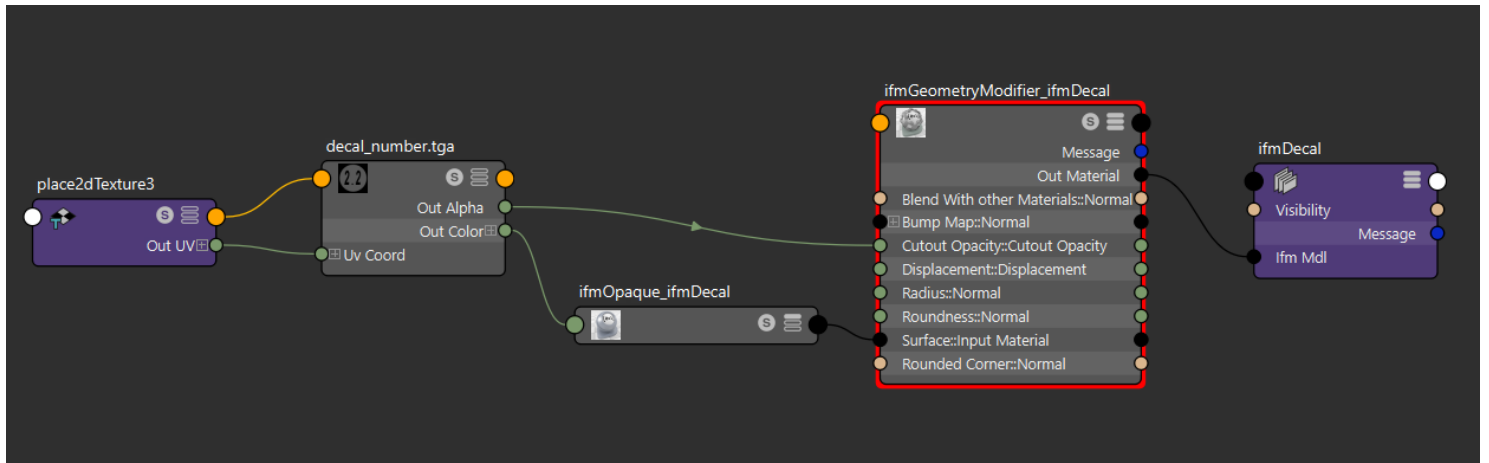 place2dTexture3
Out UV
decal_number.tga
2.2
Out Alpha
Out Color
Uv Coord
ifmOpaque_ifmDecal
ifmGeometryModifier_ifmDecal
Message
Out Material
Blend With other Materials::Normal
Bump Map::Normal
Cutout Opacity::Cutout Opacity
Displacement::Displacement
Radius::Normal
Roundness::Normal
Surface::Input Material
Rounded Corner::Normal
ifmDecal
Visibility
Message
Ifm Mdl